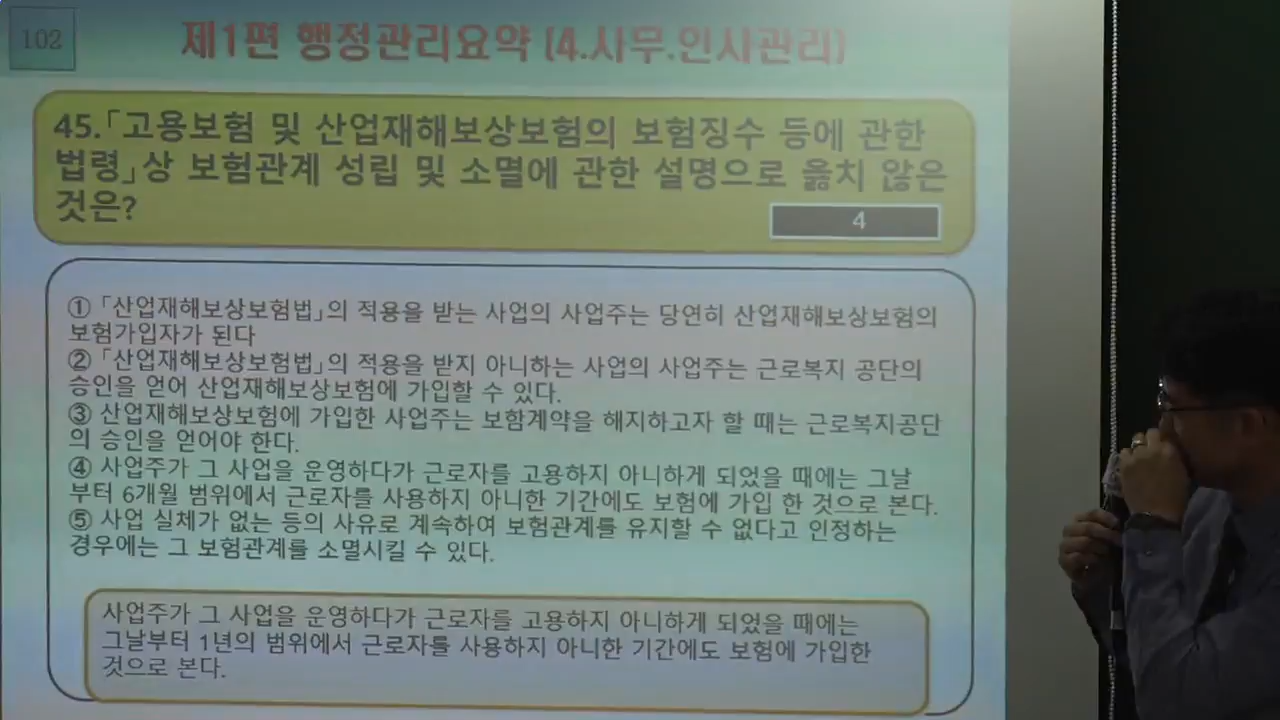 102
제1편 행정관리요약 (4.사무.인사관리)
45.「고용보험 및 산업재해보상보험의 보험징수 등에 관한
법령」상 보험관계 성립 및 소멸에 관한 설명으로 옳치 않은
것은?
4
① 「산업재해보상보험법」의 적용을 받는 사업의 사업주는 당연히 산업재해보상보험의
보험가입자가 된다
② 「산업재해보상보험법」의 적용을 받지 아니하는 사업의 사업주는 근로복지 공단의
승인을 얻어 산업재해보상보험에 가입할 수 있다.
③ 산업재해보상보험에 가입한 사업주는 보함계약을 해지하고자 할 때는 근로복지공단
의 승인을 얻어야 한다.
④ 사업주가 그 사업을 운영하다가 근로자를 고용하지 아니하게 되었을 때에는 그날
부터 6개월 범위에서 근로자를 사용하지 아니한 기간에도 보험에 가입 한 것으로 본다.
⑤ 사업 실체가 없는 등의 사유로 계속하여 보험관계를 유지할 수 없다고 인정하는
경우에는 그 보험관계를 소멸시킬 수 있다.
사업주가 그 사업을 운영하다가 근로자를 고용하지 아니하게 되었을 때에는
그날부터 1년의 범위에서 근로자를 사용하지 아니한 기간에도 보험에 가입한
것으로 본다.